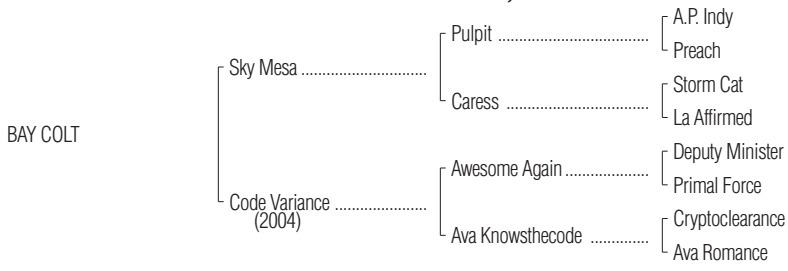 A.P. Indy
Pulpit ....................................
Preach
Sky Mesa ..............................
Storm Cat
Caress ..................................
La Affirmed
BAY COLT
Deputy Minister
Awesome Again ....................
Primal Force
Code Variance ......................
(2004)
Cryptoclearance
Ava Knowsthecode ..............
Ava Romance